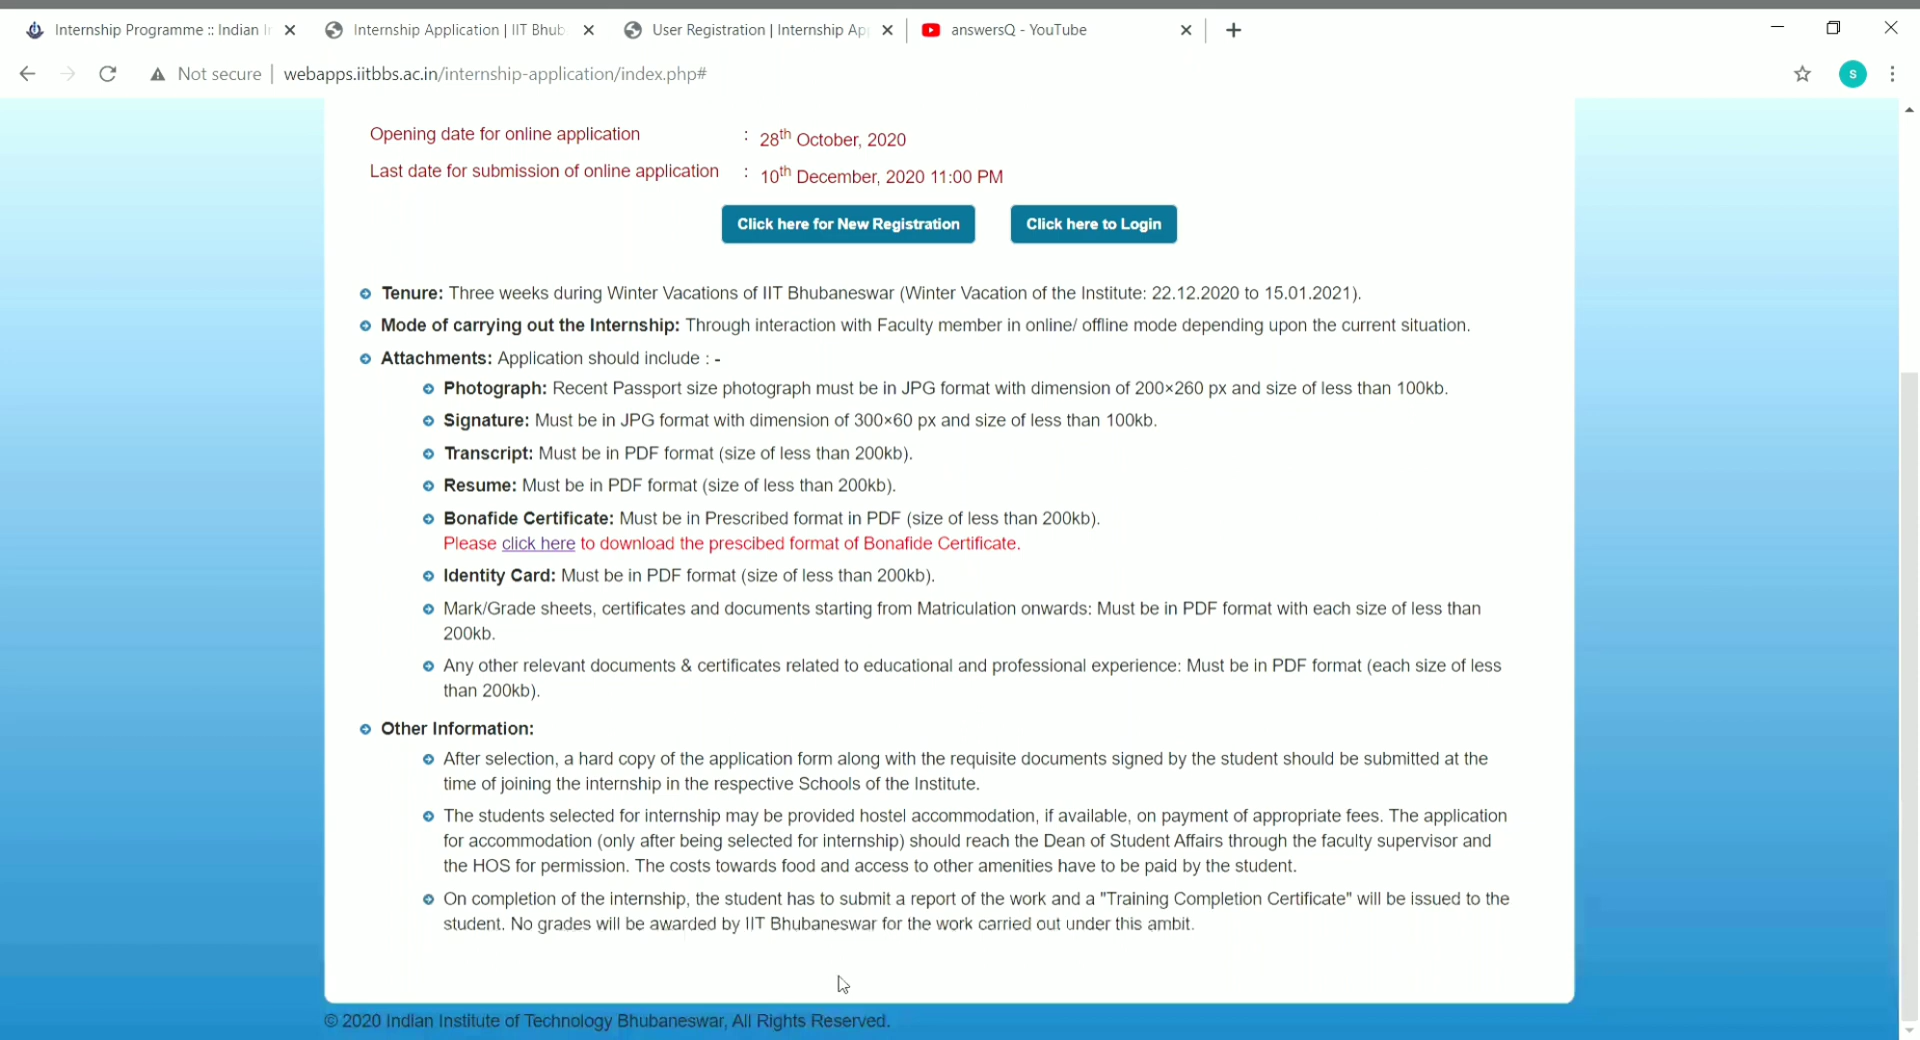 Internship Programme :: Indian I
Internship Application | IIT Bhub
User Registration | Internship Ap
answersQ - YouTube
Not secure | webapps.iitbbs.ac.in/internship-application/index.php#
S
Opening date for online application : 28th October, 2020
Last date for submission of online application : 10th December, 2020 11:00 PM
Click here for New Registration
Click here to Login
Tenure: Three weeks during Winter Vacations of IIT Bhubaneswar (Winter Vacation of the Institute: 22.12.2020 to 15.01.2021).
Mode of carrying out the Internship: Through interaction with Faculty member in online/ offline mode depending upon the current situation.
Attachments: Application should include : -
Photograph: Recent Passport size photograph must be in JPG format with dimension of 200×260 px and size of less than 100kb.
Signature: Must be in JPG format with dimension of 300×60 px and size of less than 100kb.
Transcript: Must be in PDF format (size of less than 200kb).
Resume: Must be in PDF format (size of less than 200kb).
Bonafide Certificate: Must be in Prescribed format in PDF (size of less than 200kb).
Please click here to download the prescibed format of Bonafide Certificate.
Identity Card: Must be in PDF format (size of less than 200kb).
Mark/Grade sheets, certificates and documents starting from Matriculation onwards: Must be in PDF format with each size of less than
200kb.
Any other relevant documents & certificates related to educational and professional experience: Must be in PDF format (each size of less
than 200kb).
Other Information:
After selection, a hard copy of the application form along with the requisite documents signed by the student should be submitted at the
time of joining the internship in the respective Schools of the Institute.
The students selected for internship may be provided hostel accommodation, if available, on payment of appropriate fees. The application
for accommodation (only after being selected for internship) should reach the Dean of Student Affairs through the faculty supervisor and
the HOS for permission. The costs towards food and access to other amenities have to be paid by the student.
On completion of the internship, the student has to submit a report of the work and a "Training Completion Certificate" will be issued to the
student. No grades will be awarded by IIT Bhubaneswar for the work carried out under this ambit.
© 2020 Indian Institute of Technology Bhubaneswar, All Rights Reserved.